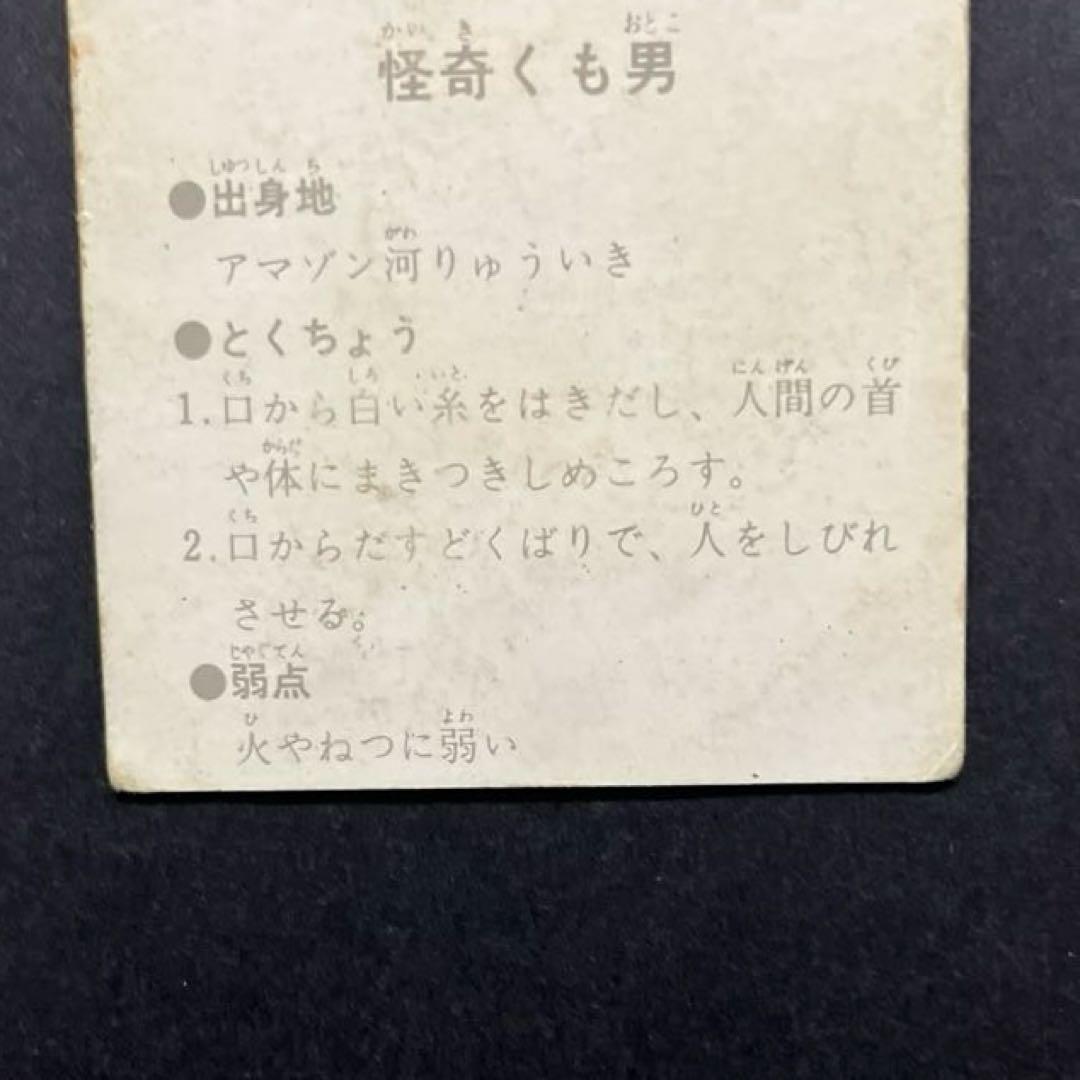 怪奇くも男
●出身地
アマゾン河りゅういき
●とくちょう
1.口から白い糸をはきだし、人間の首
や体にまきつきしめころす。
2.口からだすどくばりで、人をしびれ
させる。
●弱点
火やねつに弱い